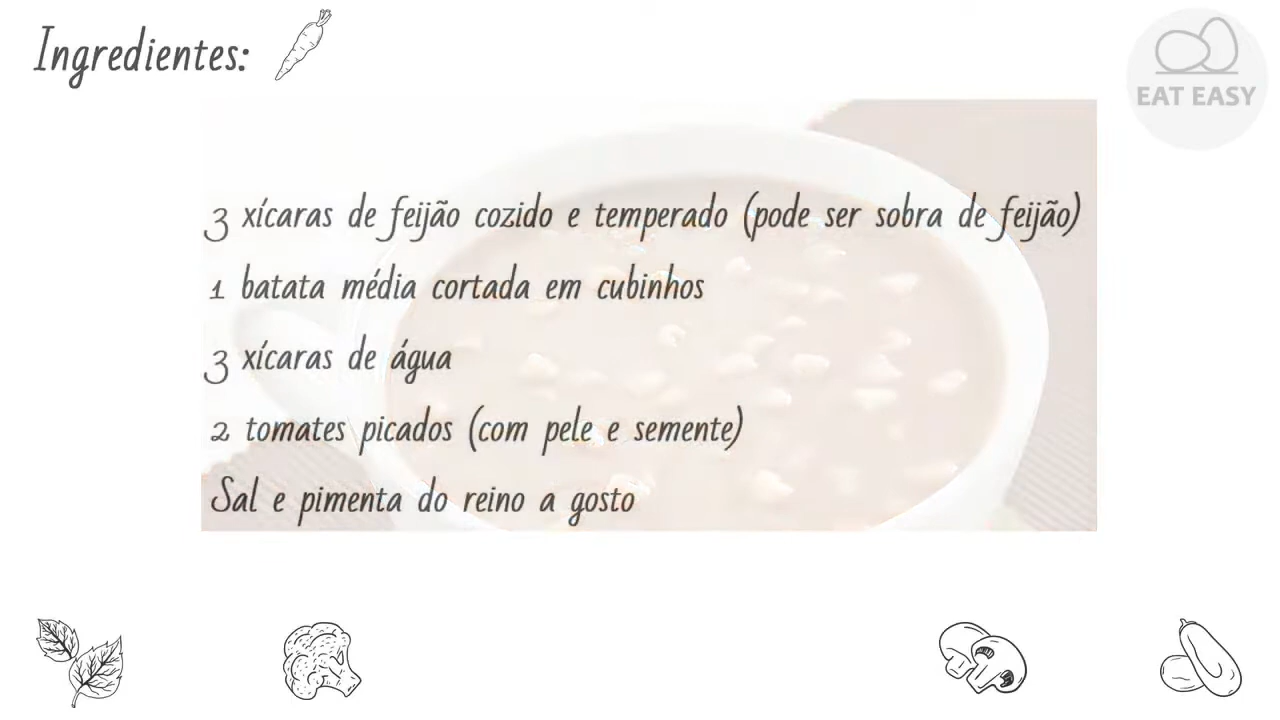 Ingredientes:
EAT EASY
3 xícaras de feijão cozido e temperado (pode ser sobra de feijão)
1 batata média cortada em cubinhos
3 xícaras de água
2 tomates picados (com pele e semente)
Sal e pimenta do reino a gosto